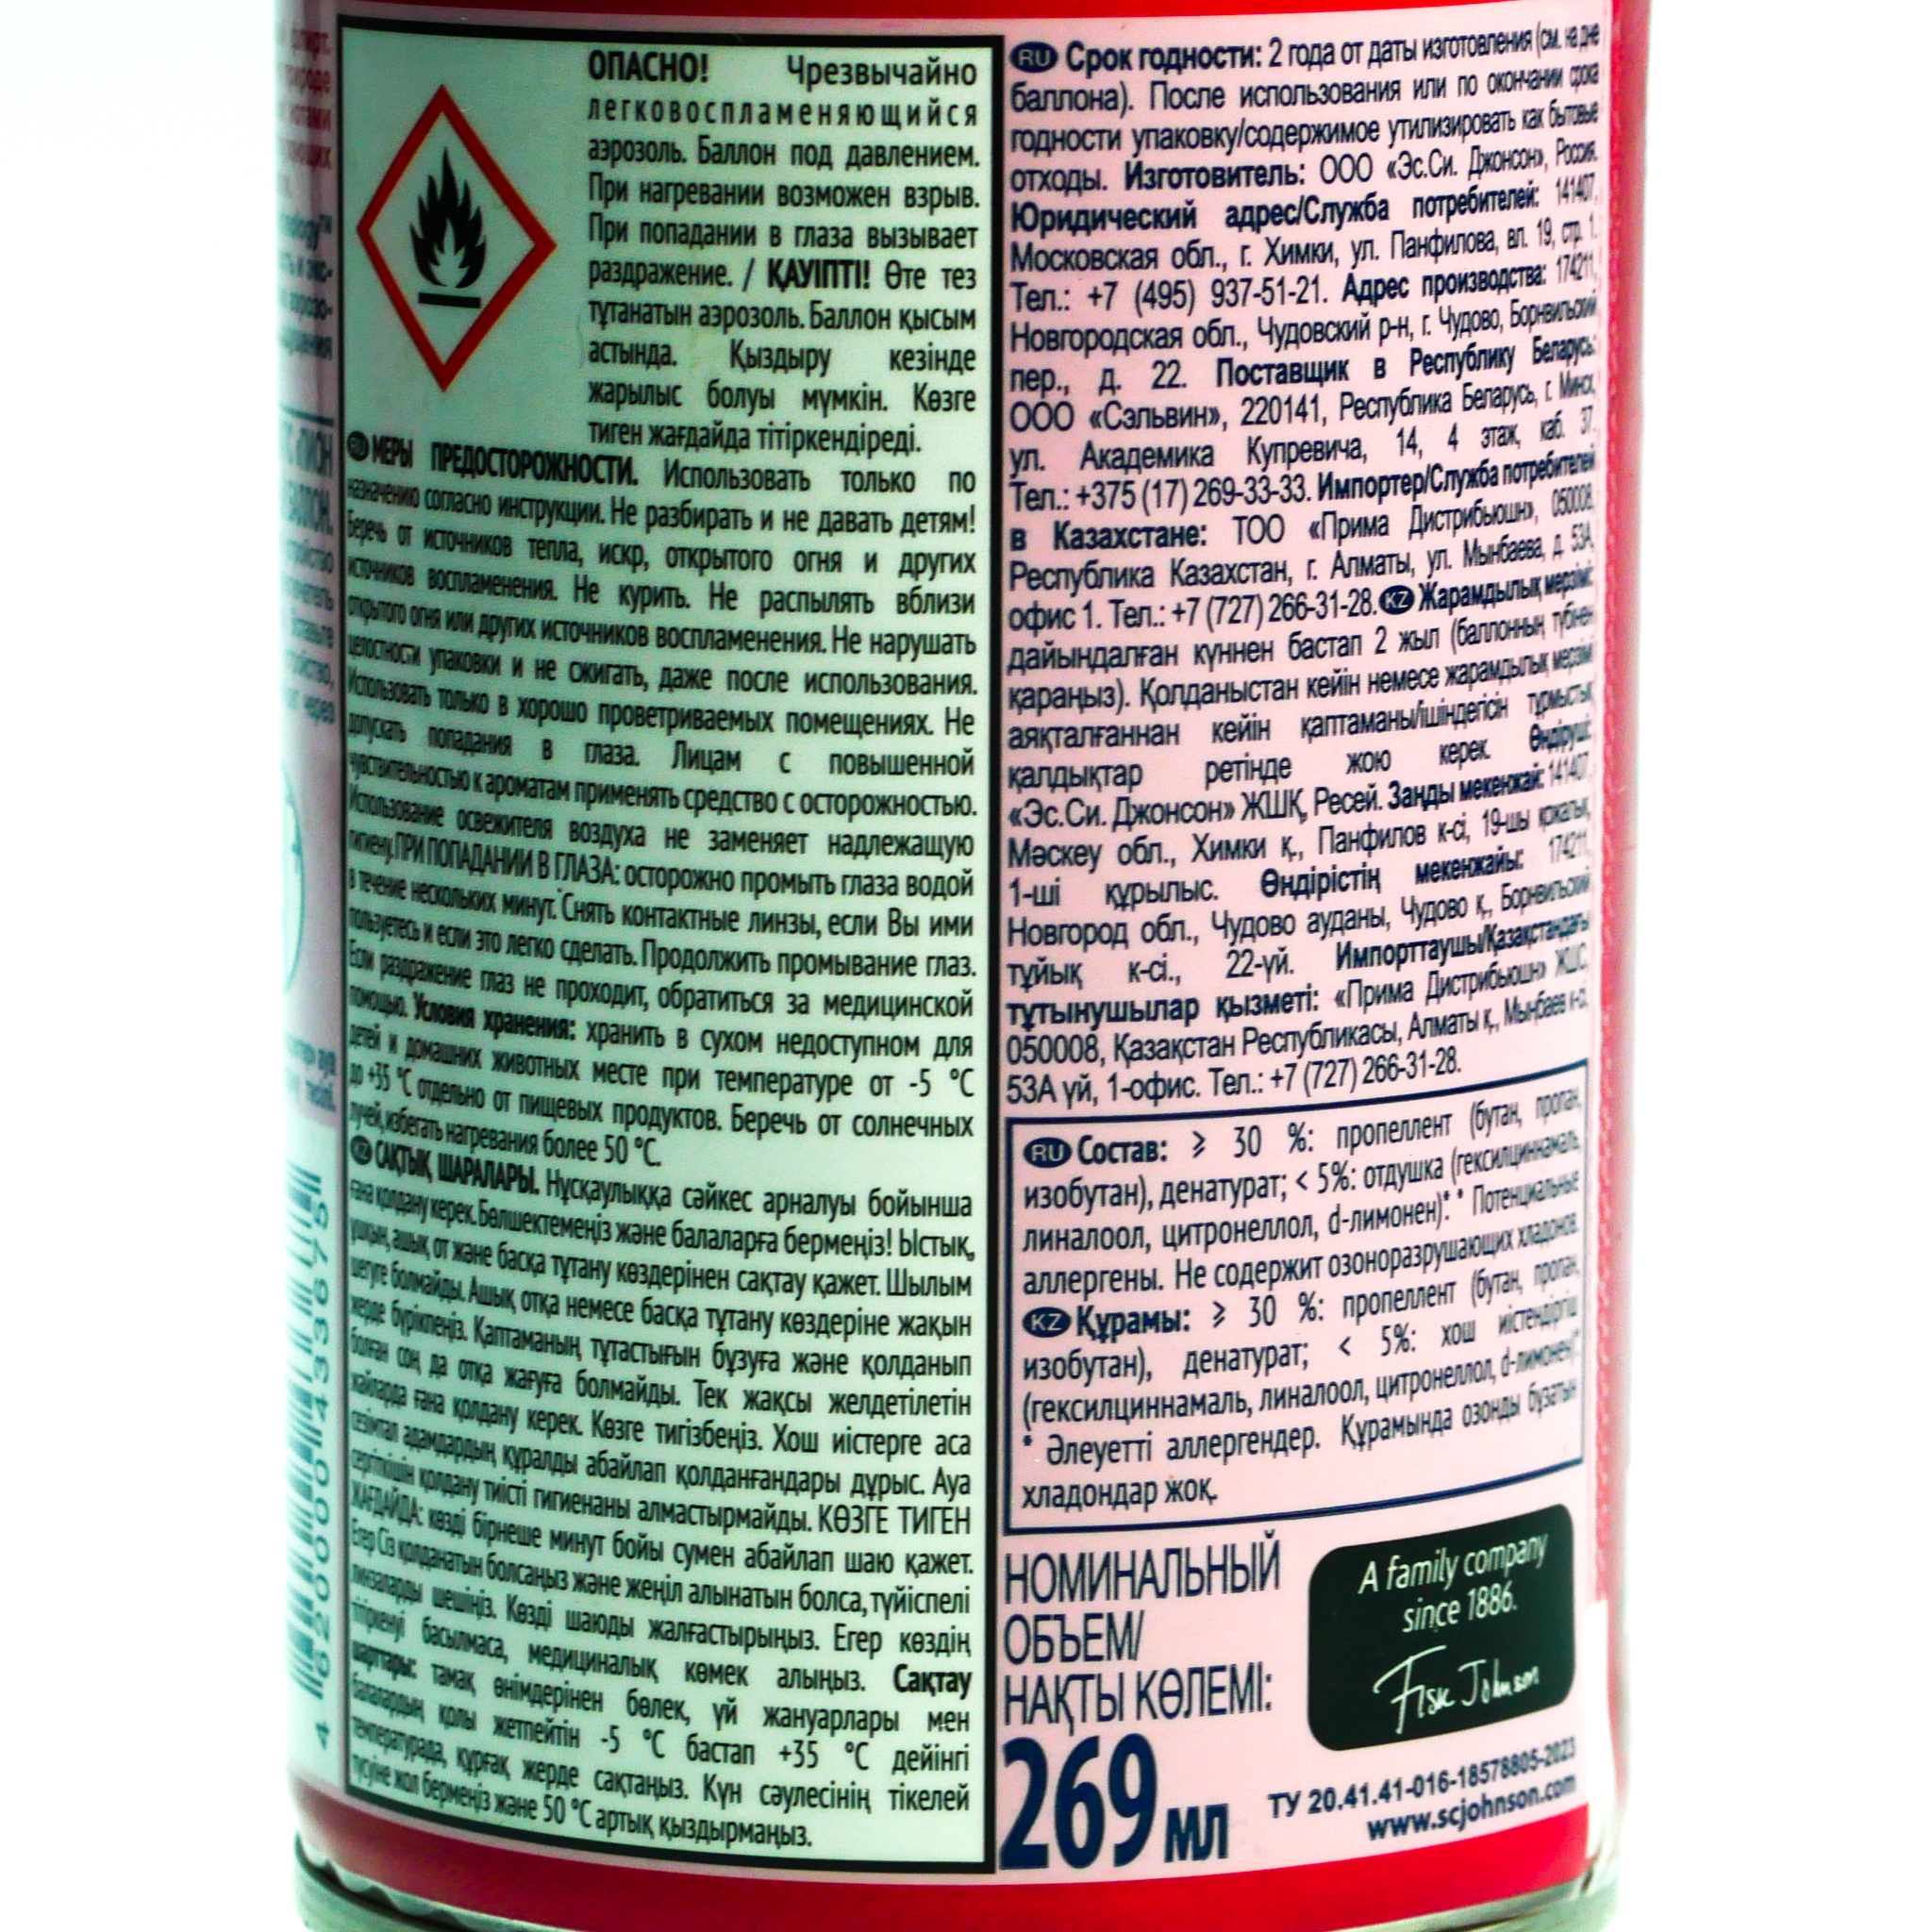 ОПАСНО! Чрезвычайно
легковоспламеняющийся
аэрозоль. Баллон под давлением.
При нагревании возможен взрыв.
При попадании в глаза вызывает
раздражение. / ҚАУІПТІ! Өте тез
тұтанатын аэрозоль. Баллон қысым
астында. Қыздыру кезінде
жарылыс болуы мүмкін. Көзге
тиген жағдайда тітіркендіреді.
МЕРЫ ПРЕДОСТОРОЖНОСТИ. Использовать только по
назначению согласно инструкции. Не разбирать и не давать детям!
Беречь от источников тепла, искр, открытого огня и других
источников воспламенения. Не курить. Не распылять вблизи
открытого огня или других источников воспламенения. Не нарушать
целостности упаковки и не сжигать, даже после использования.
Использовать только в хорошо проветриваемых помещениях. Не
допускать попадания в глаза. Лицам с повышенной
чувствительностью к ароматам применять средство с осторожностью.
Использование освежителя воздуха не заменяет надлежащую
гигиену. ПРИ ПОПАДАНИИ В ГЛАЗА: осторожно промыть глаза водой
в течение нескольких минут. Снять контактные линзы, если Вы ими
пользуетесь и если это легко сделать. Продолжить промывание глаз.
Если раздражение глаз не проходит, обратиться за медицинской
помощью. Условия хранения: хранить в сухом недоступном для
детей и домашних животных месте при температуре от -5 °C
до +35 °C отдельно от пищевых продуктов. Беречь от солнечных
лучей, избегать нагревания более 50 °C.
KZ САҚТЫҚ ШАРАЛАРЫ. Нұсқаулыққа сәйкес арналуы бойынша
ғана қолдану керек. Бөлшектемеңіз және балаларға бермеңіз! Ыстық,
ұшқын, ашық от және басқа тұтану көздерінен сақтау қажет. Шылым
шегуге болмайды. Ашық отқа немесе басқа тұтану көздеріне жақын
жерде бүрікпеңіз. Қаптаманың тұтастығын бұзуға және қолданып
болған соң да отқа жағуға болмайды. Тек жақсы желдетілетін
жайларда ғана қолдану керек. Көзге тигізбеңіз. Хош иістерге аса
сезімтал адамдардың құралды абайлап қолданғандары дұрыс. Ауа
сергіткішін қолдану тиісті гигиенаны алмастырмайды. КӨЗГЕ ТИГЕН
ЖАҒДАЙДА: көзді бірнеше минут бойы сумен абайлап шаю қажет.
Егер Сіз қолданатын болсаңыз және жеңіл алынатын болса, түйіспелі
линзаларды шешіңіз. Көзді шаюды жалғастырыңыз. Егер көздің
тітіркенуі басылмаса, медициналық көмек алыңыз. Сақтау
шарттары: тамақ өнімдерінен бөлек, үй жануарлары мен
балалардың қолы жетпейтін -5 °C бастап +35 °C дейінгі
температурада, құрғақ жерде сақтаңыз. Күн сәулесінің тікелей
түсуіне жол бермеңіз және 50 °C артық қыздырмаңыз.
RU Срок годности: 2 года от даты изготовления (см. на дне
баллона). После использования или по окончании срока
годности упаковку/содержимое утилизировать как бытовые
отходы. Изготовитель: ООО «Эс.Си. Джонсон», Россия.
Юридический адрес/Служба потребителей: 141407,
Московская обл., г. Химки, ул. Панфилова, вл. 19, стр. 1.
Тел.: +7 (495) 937-51-21. Адрес производства: 174211,
Новгородская обл., Чудовский р-н, г. Чудово, Борнвильский
пер., д. 22. Поставщик в Республику Беларусь:
ООО «Сэльвин», 220141, Республика Беларусь, г. Минск,
ул. Академика Купревича, 14, 4 этаж, каб. 37.
Тел.: +375 (17) 269-33-33. Импортер/Служба потребителей
в Казахстане: ТОО «Прима Дистрибьюшн», 050008,
Республика Казахстан, г. Алматы, ул. Мынбаева, д. 53А,
офис 1. Тел.: +7 (727) 266-31-28. KZ Жарамдылық мерзімі:
дайындалған күннен бастап 2 жыл (баллонның түбінен
қараңыз). Қолданыстан кейін немесе жарамдылық мерзімі
аяқталғаннан кейін қаптаманы/ішіндегісін тұрмыстық
қалдықтар ретінде жою керек. Өндіруші:
«Эс.Си. Джонсон» ЖШҚ, Ресей. Заңды мекенжай: 141407,
Мәскеу обл., Химки қ., Панфилов к-сі, 19-шы қоржалық,
1-ші құрылыс. Өндірістің мекенжайы: 174211,
Новгород обл., Чудово ауданы, Чудово қ., Борнвильский
тұйық к-сі., 22-үй. Импорттаушы/Қазақстандағы
тұтынушылар қызметі: «Прима Дистрибьюшн» ЖШС,
050008, Қазақстан Республикасы, Алматы қ., Мыңбаев к-сі,
53А үй, 1-офис. Тел.: +7 (727) 266-31-28.
RU Состав: ⩾ 30 %: пропеллент (бутан, пропан,
изобутан), денатурат; < 5%: отдушка (гексилциннамаль,
линалоол, цитронеллол, d-лимонен)*. * Потенциальные
аллергены. Не содержит озоноразрушающих хладонов.
KZ Құрамы: ⩾ 30 %: пропеллент (бутан, пропан,
изобутан), денатурат; < 5%: хош иістендіргіш
(гексилциннамаль, линалоол, цитронеллол, d-лимонен)*.
* Әлеуетті аллергендер. Құрамында озонды бұзатын
хладондар жоқ.
НОМИНАЛЬНЫЙ
ОБЪЕМ/
НАҚТЫ КӨЛЕМІ:
269 мл
A family company
since 1886.
Fisk Johnson
ТУ 20.41.41-016-18578805-2023
www.scjohnson.com
4 620000 433675